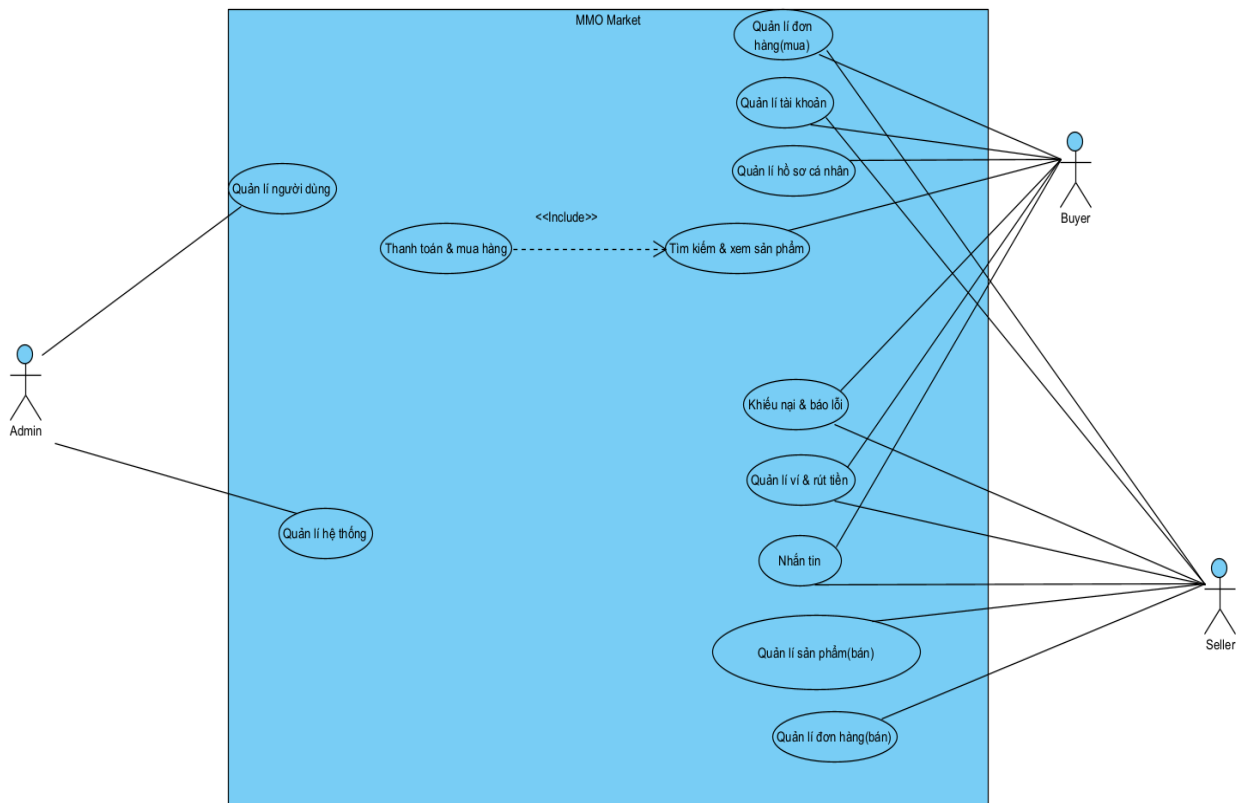 MMO Market
Quản lí đơn
hàng(mua)
Quản lí tài khoản
Quản lí hồ sơ cá nhân
Buyer
Quản lí người dùng
<<Include>>
Thanh toán & mua hàng
Tìm kiếm & xem sản phẩm
Admin
Khiếu nại & báo lỗi
Quản lí ví & rút tiền
Quản lí hệ thống
Nhắn tin
Seller
Quản lí sản phẩm(bán)
Quản lí đơn hàng(bán)